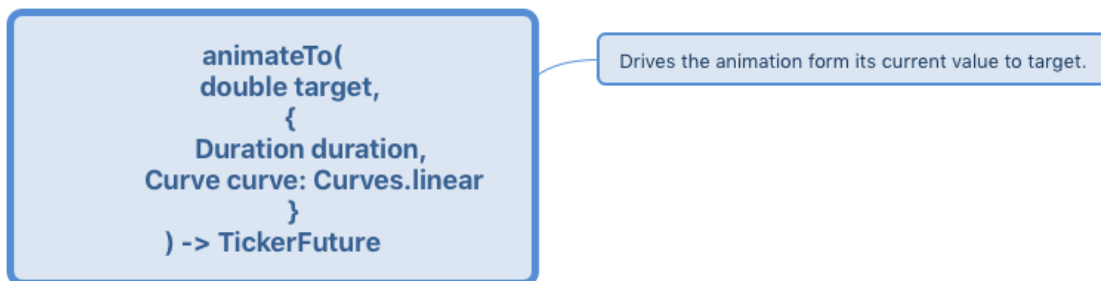 animateTo(
double target,
{
Duration duration,
Curve curve: Curves.linear
}
) -> TickerFuture
Drives the animation form its current value to target.